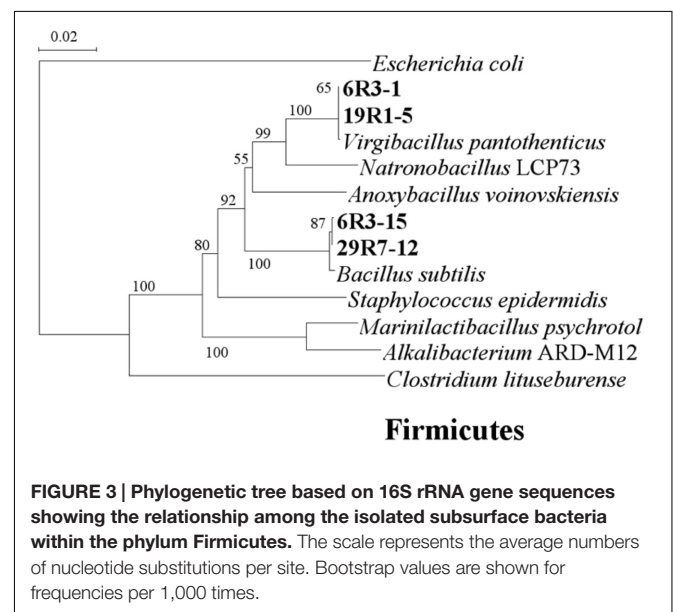 0.02
Escherichia coli
65
6R3-1
100
19R1-5
99
Virgibacillus pantothenticus
55
Natronobacillus LCP73
92
Anoxybacillus voinovskiensis
87
6R3-15
80
29R7-12
100
Bacillus subtilis
100
Staphylococcus epidermidis
Marinilactibacillus psychrotol
100
Alkalibacterium ARD-M12
Clostridium lituseburense
Firmicutes
FIGURE 3 | Phylogenetic tree based on 16S rRNA gene sequences
showing the relationship among the isolated subsurface bacteria
within the phylum Firmicutes. The scale represents the average numbers
of nucleotide substitutions per site. Bootstrap values are shown for
frequencies per 1,000 times.